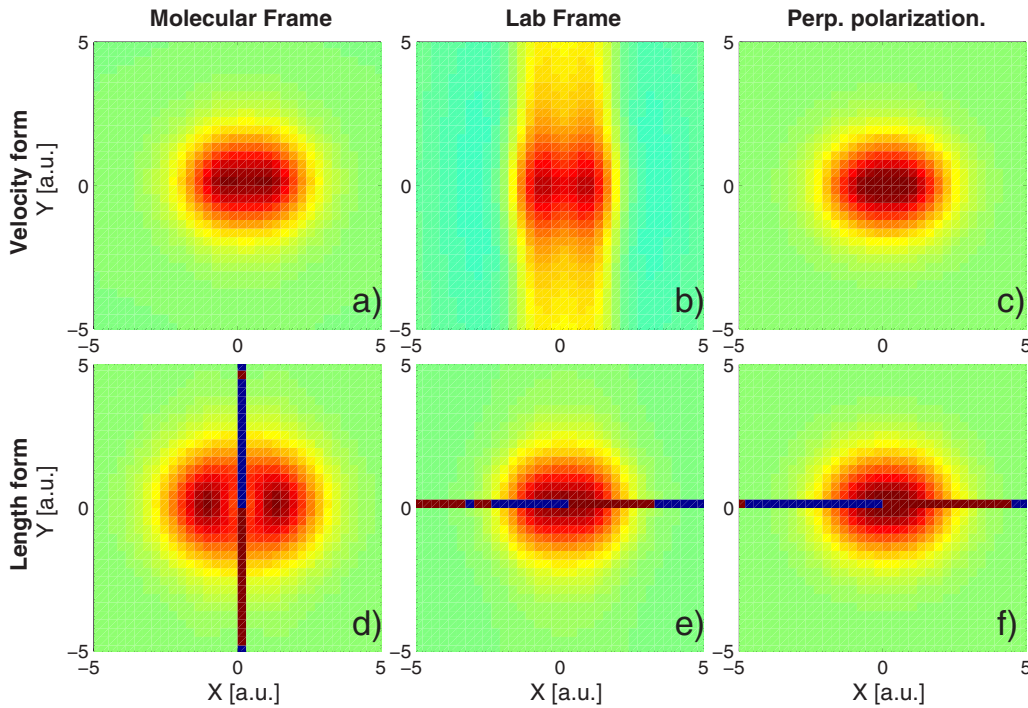 Molecular Frame Lab Frame Perp. polarization.
Velocity form
Y [a.u.]
5 5 5
0 0 0
−5 −5 −5
a) b) c)
−5 0 5 −5 0 5 −5 0 5
Length form
Y [a.u.]
5 5 5
0 0 0
−5 −5 −5
d) e) f)
−5 0 5 −5 0 5 −5 0 5
X [a.u.] X [a.u.] X [a.u.]